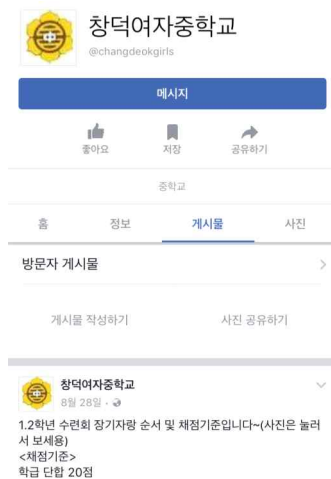 창덕여자중학교
@changdeokgirls
메시지
좋아요 저장 공유하기
중학교
홈 정보 게시물 사진
방문자 게시물
게시물 작성하기 사진 공유하기
창덕여자중학교
8월 28일 ·
1.2학년 수련회 장기자랑 순서 및 채점기준입니다~(사진은 눌러
서 보세용)
<채점기준>
학급 단합 20점